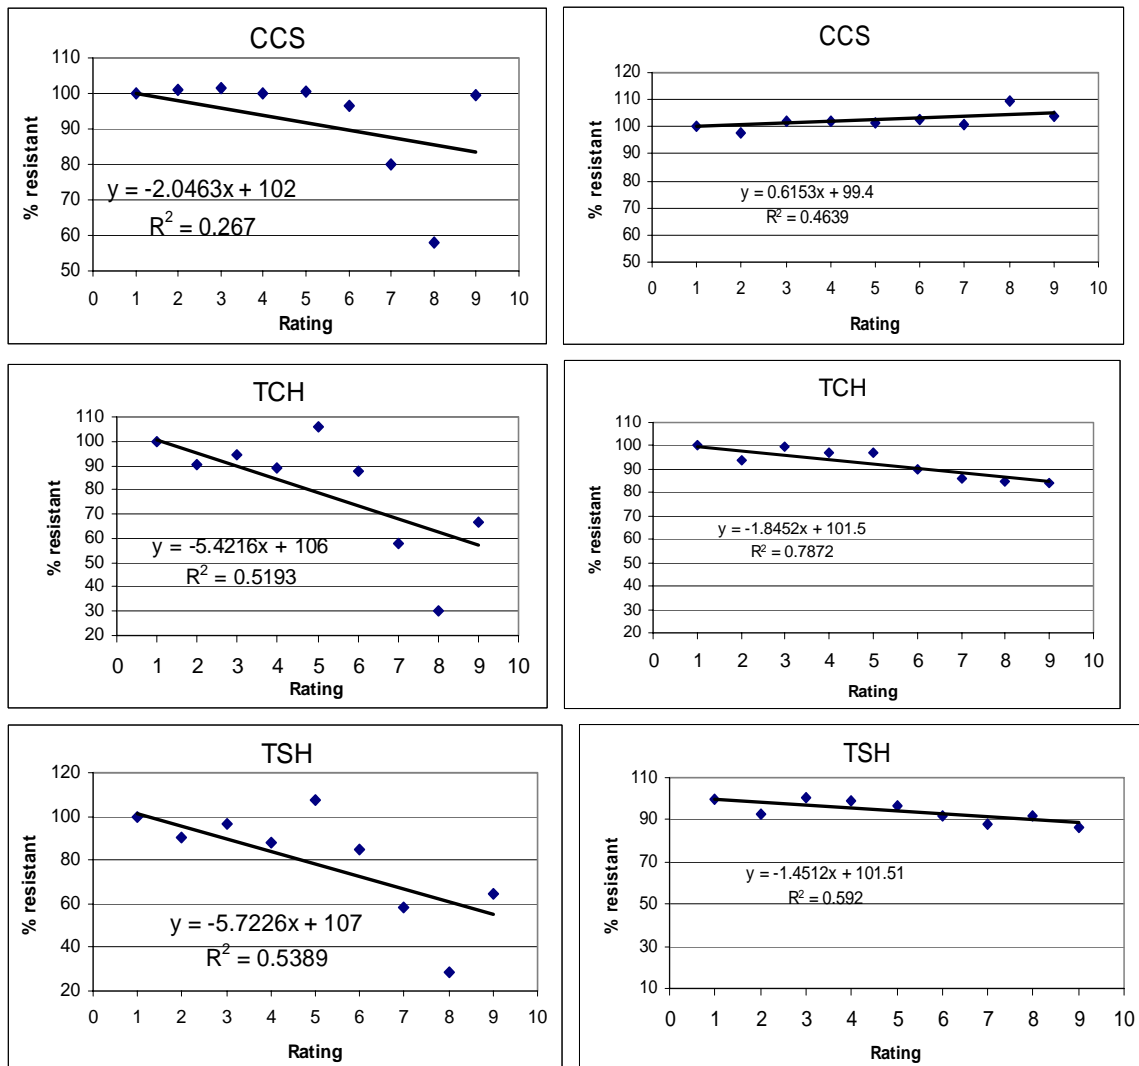 CCS
110
100
90
80
70
60
50
% resistant
y = -2.0463x + 102
R² = 0.267
0 1 2 3 4 5 6 7 8 9 10
Rating
CCS
120
110
100
90
80
70
60
50
% resistant
y = 0.6153x + 99.4
R² = 0.4639
0 1 2 3 4 5 6 7 8 9 10
Rating
TCH
110
100
90
80
70
60
50
40
30
20
% resistant
y = -5.4216x + 106
R² = 0.5193
0 1 2 3 4 5 6 7 8 9 10
Rating
TCH
110
100
90
80
70
60
50
40
30
20
% resistant
y = -1.8452x + 101.5
R² = 0.7872
0 1 2 3 4 5 6 7 8 9 10
Rating
TSH
120
100
80
60
40
20
% resistant
y = -5.7226x + 107
R² = 0.5389
0 1 2 3 4 5 6 7 8 9 10
Rating
TSH
110
90
70
50
30
10
% resistant
y = -1.4512x + 101.51
R² = 0.592
0 1 2 3 4 5 6 7 8 9 10
Rating